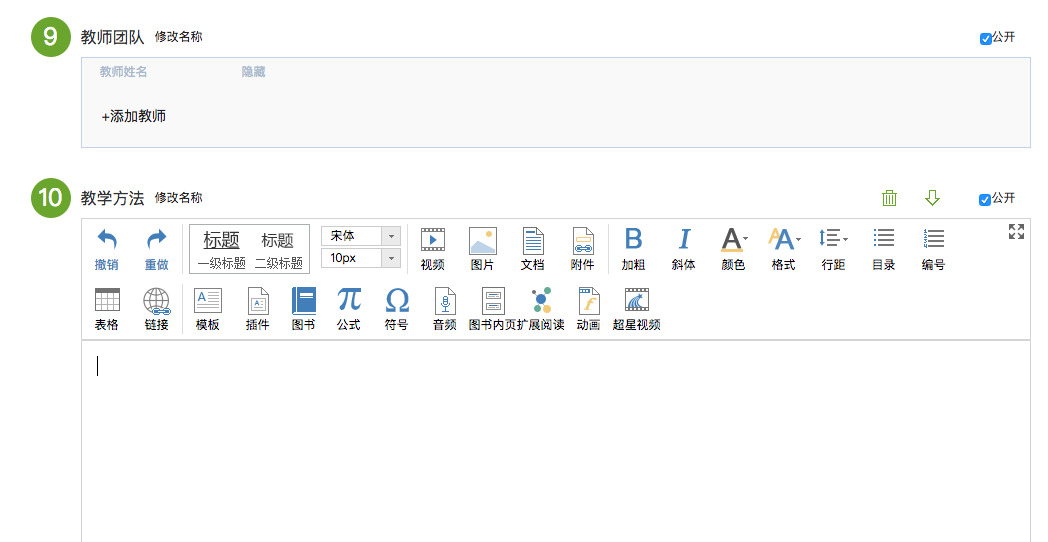 9 教师团队 修改名称 公开
教师姓名 隐藏
+添加教师
10 教学方法 修改名称 公开
标题 标题 宋体
撤销 重做 一级标题 二级标题 10px 视频 图片 文档 附件 加粗 斜体 颜色 格式 行距 目录 编号
表格 链接 模板 插件 图书 公式 符号 音频 图书内页 扩展阅读 动画 超星视频